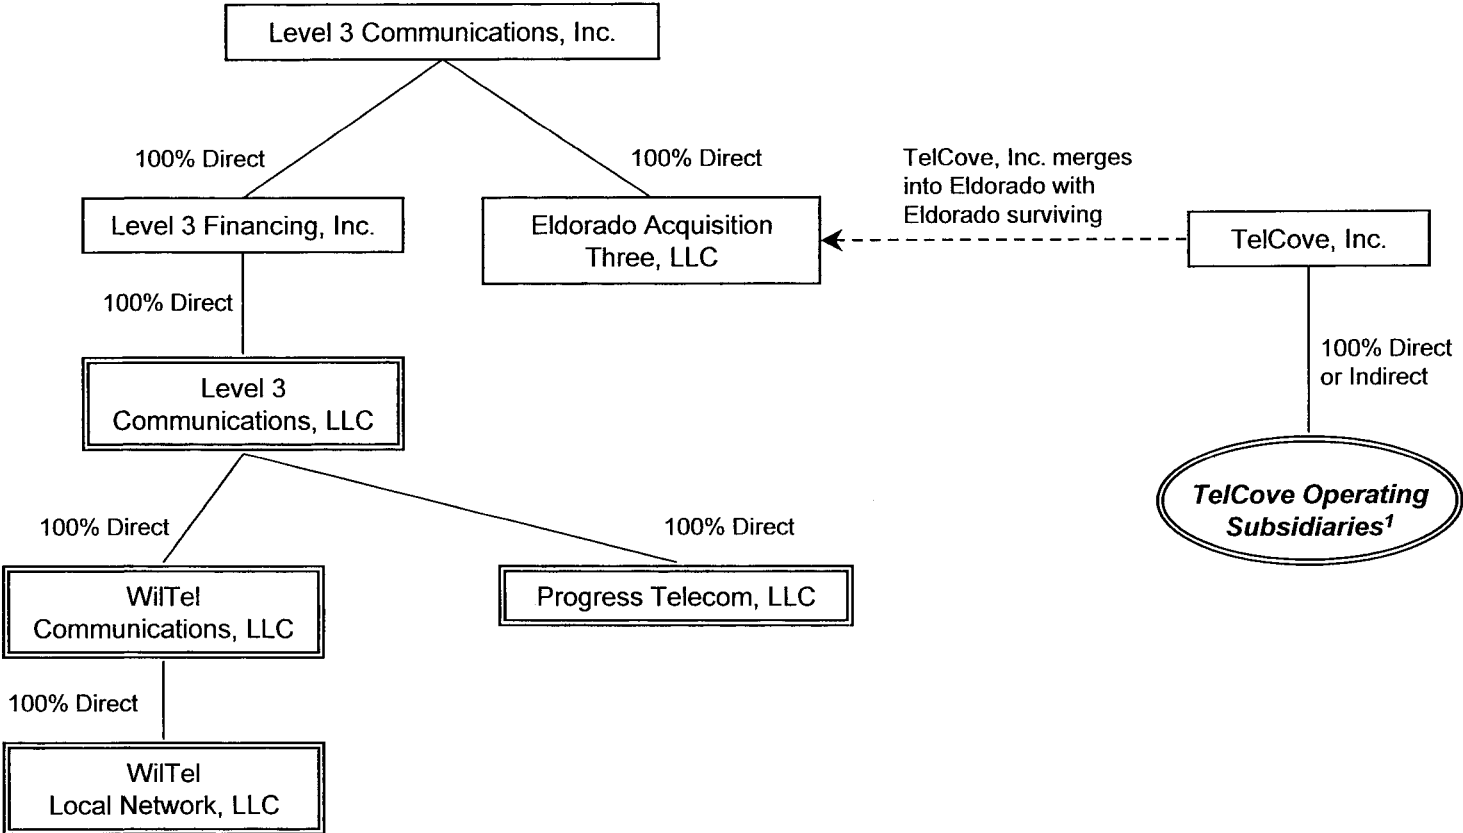 Level 3 Communications, Inc.
100% Direct
100% Direct
TelCove, Inc. merges
into Eldorado with
Eldorado surviving
Level 3 Financing, Inc.
Eldorado Acquisition
Three, LLC
TelCove, Inc.
100% Direct
100% Direct
or Indirect
Level 3
Communications, LLC
TelCove Operating
Subsidiaries¹
100% Direct
100% Direct
WilTel
Communications, LLC
Progress Telecom, LLC
100% Direct
WilTel
Local Network, LLC